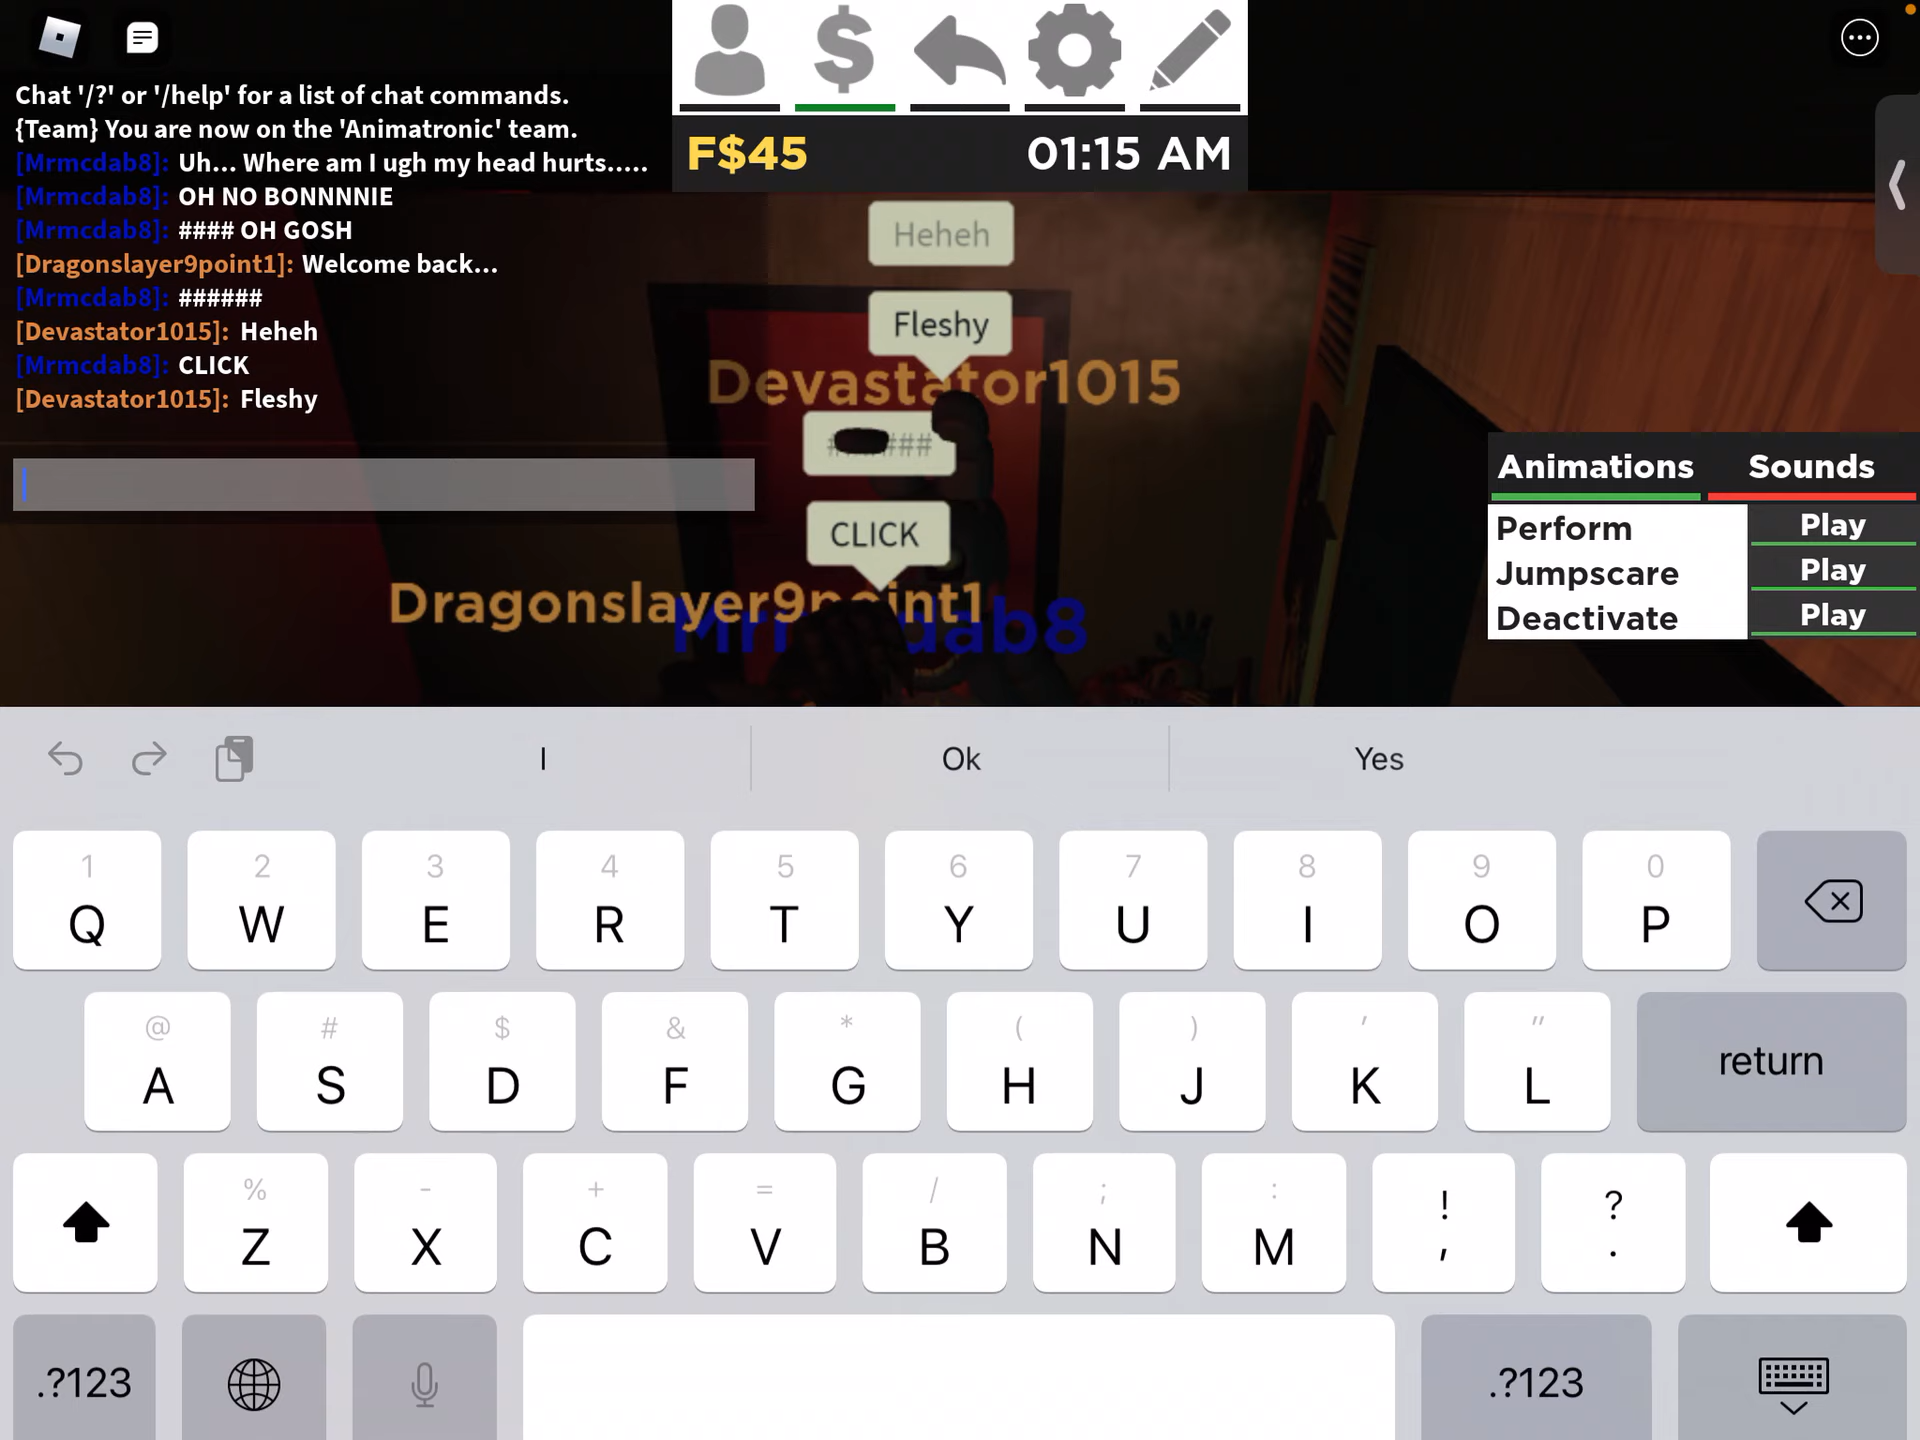 Chat '/?' or '/help' for a list of chat commands.
{Team} You are now on the 'Animatronic' team.
[Mrmcdab8]: Uh... Where am I ugh my head hurts.....
[Mrmcdab8]: OH NO BONNNNIE
[Mrmcdab8]: #### OH GOSH
[Dragonslayer9point1]: Welcome back...
[Mrmcdab8]: ######
[Devastator1015]: Heheh
[Mrmcdab8]: CLICK
[Devastator1015]: Fleshy
F$45 01:15 AM
Heheh
Fleshy
Devastator1015
######
CLICK
Dragonslayer9point1
Mrmcdab8
Animations Sounds
Perform Play
Jumpscare Play
Deactivate Play
I Ok Yes
1 2 3 4 5 6 7 8 9 0
Q W E R T Y U I O P
@ # $ & * ( ) ' "
A S D F G H J K L return
% - + = / ; : ! ?
Z X C V B N M , .
.?123 .?123